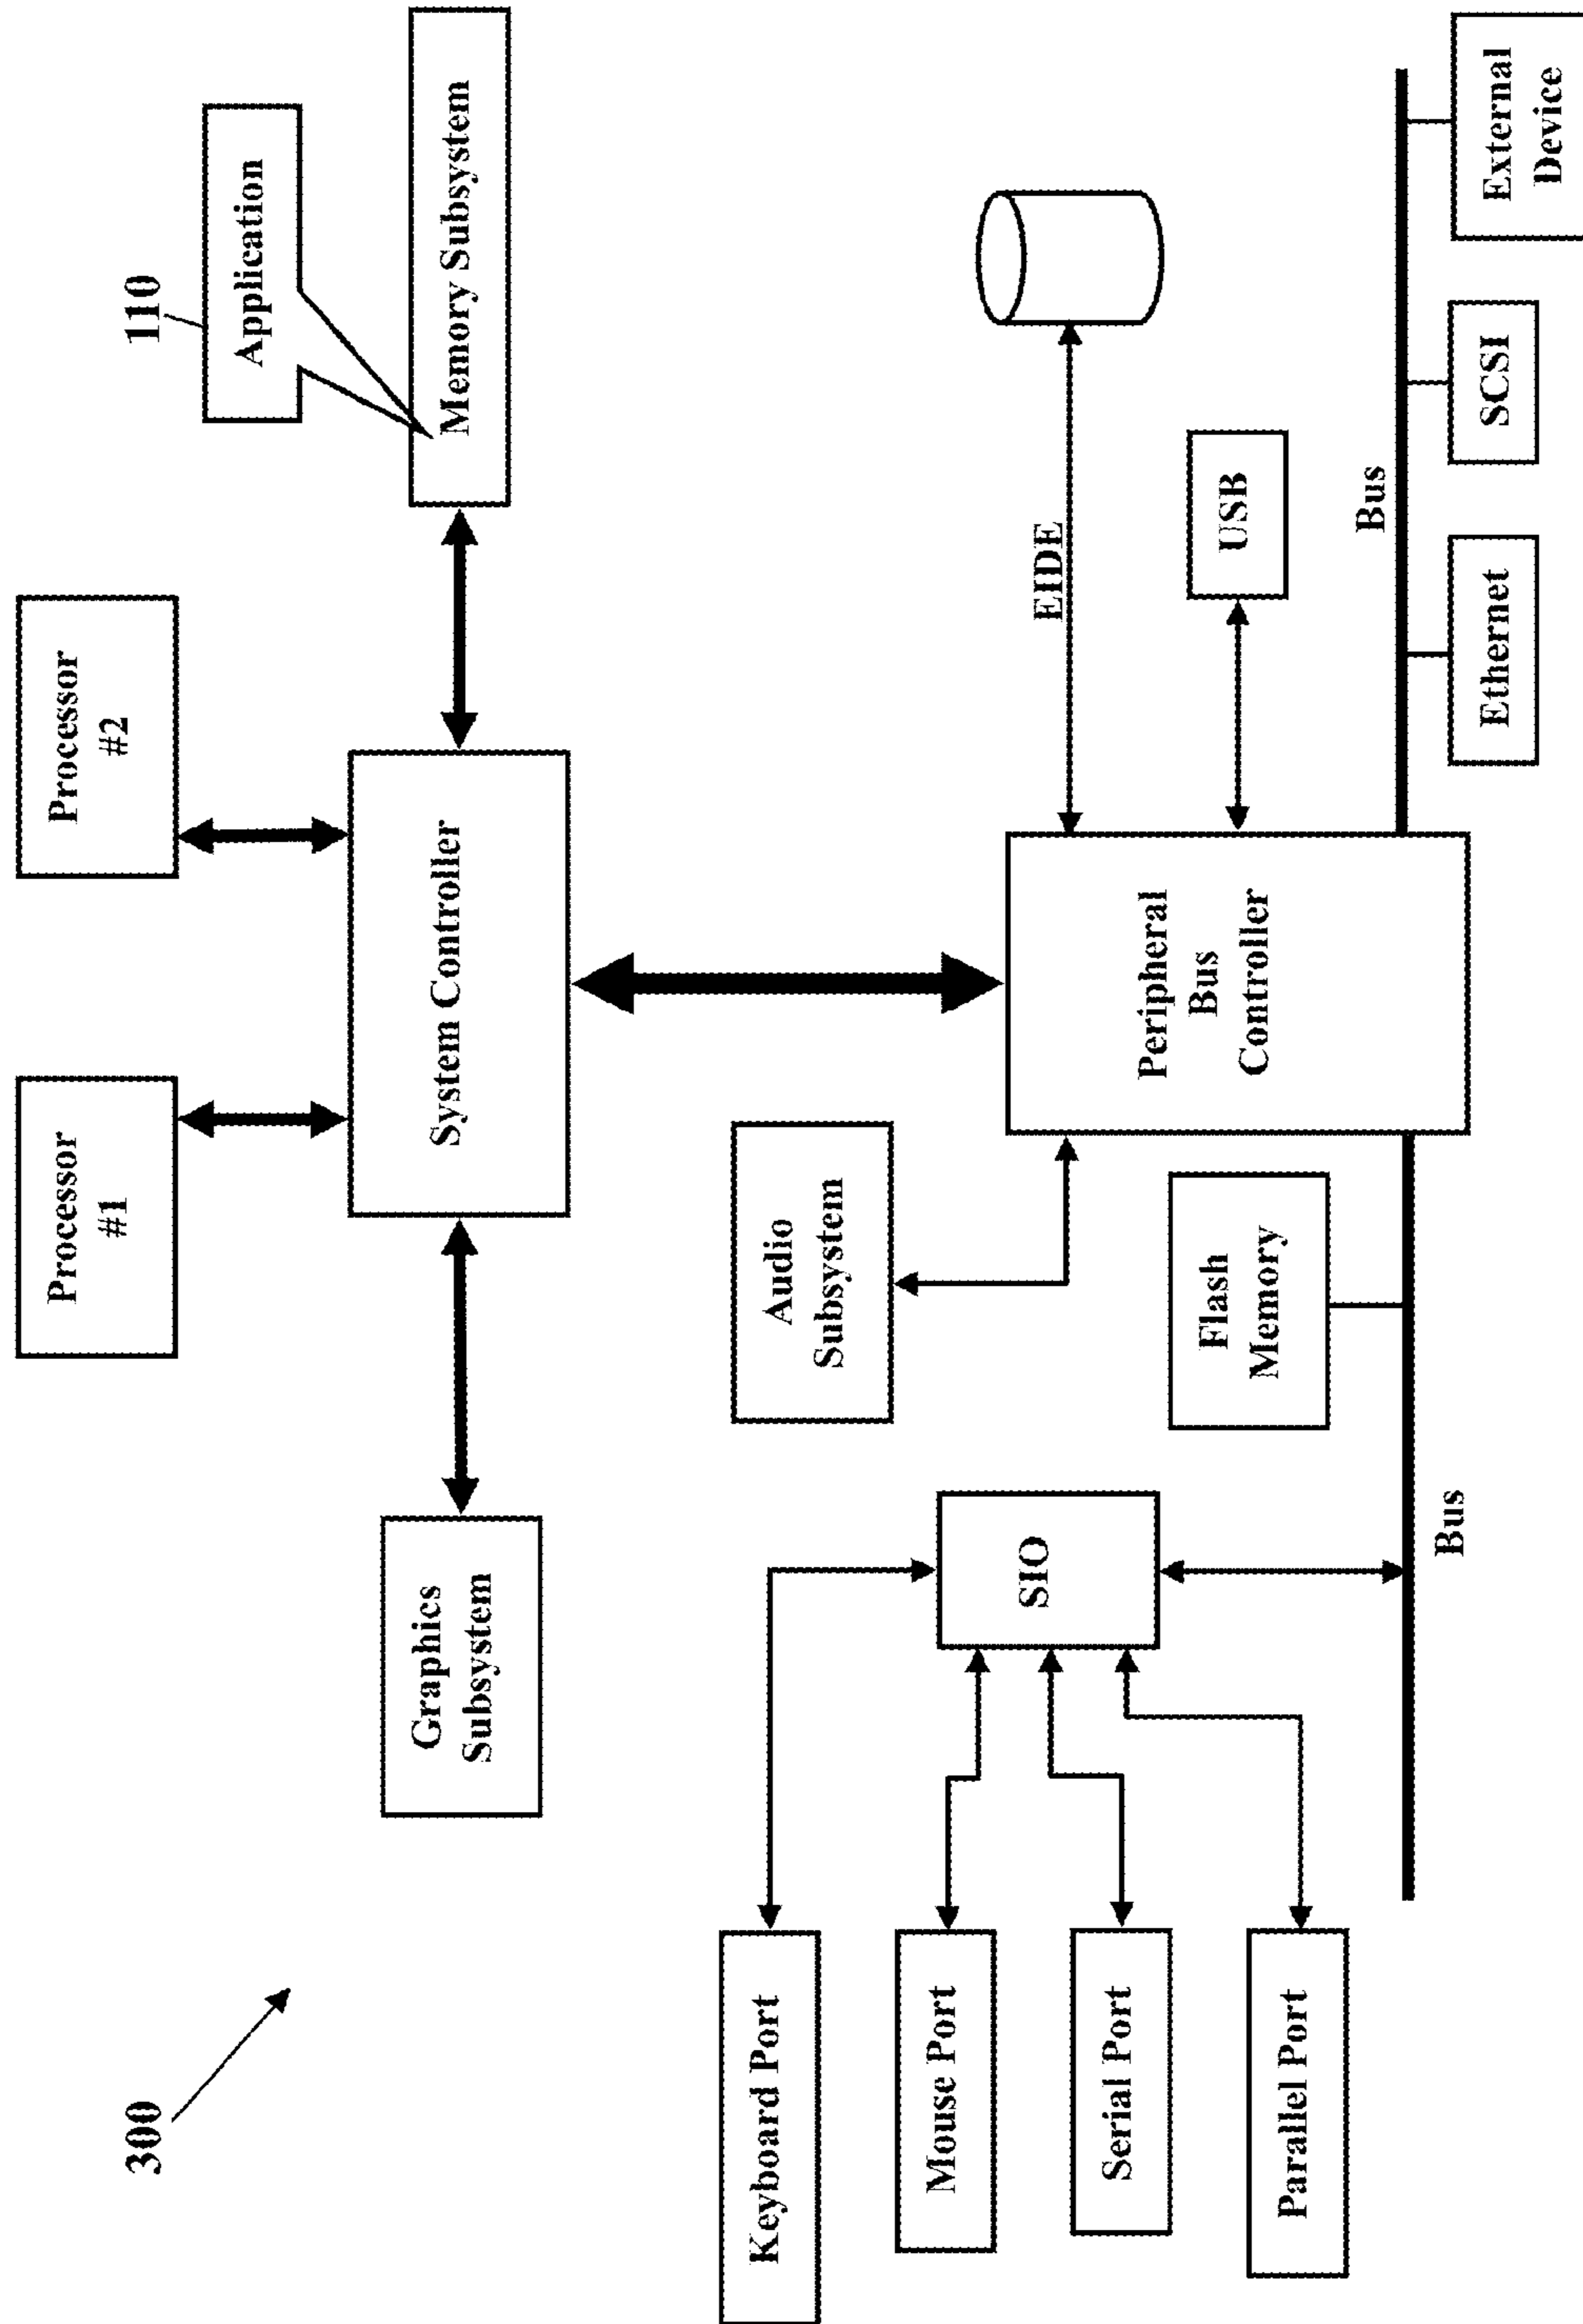 300
110
Application
Processor
#1
Processor
#2
Graphics
Subsystem
System Controller
Memory Subsystem
Audio
Subsystem
Keyboard Port
Mouse Port
Serial Port
Parallel Port
SIO
Flash
Memory
Peripheral
Bus
Controller
EIDE
USB
Bus
Bus
Ethernet
SCSI
External
Device